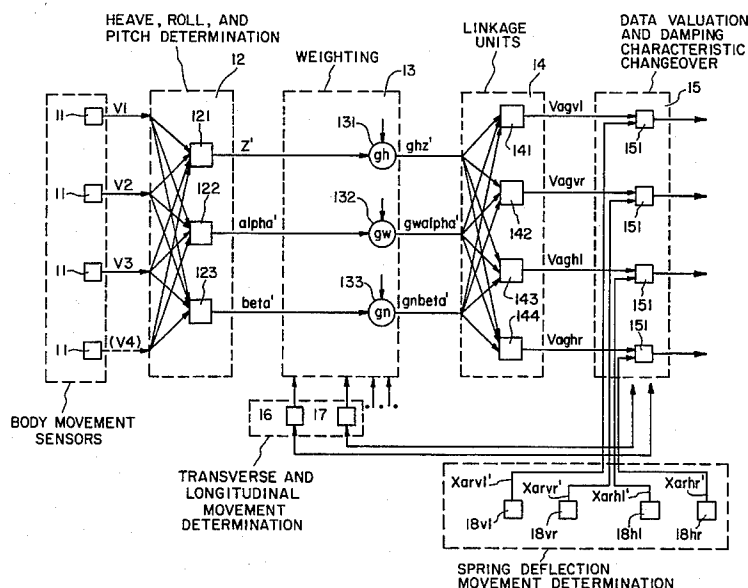 HEAVE, ROLL, AND
PITCH DETERMINATION
WEIGHTING
LINKAGE
UNITS
DATA VALUATION
AND DAMPING
CHARACTERISTIC
CHANGEOVER
12
13
14
15
11
V1
121
Z'
131
gh
ghz'
141
Vagvl
151
11
V2
122
alpha'
132
gw
gwalpha'
142
Vagvr
151
11
V3
123
beta'
133
gn
gnbeta'
143
Vaghl
151
11
(V4)
144
Vaghr
151
BODY MOVEMENT
SENSORS
16
17
TRANSVERSE AND
LONGITUDINAL
MOVEMENT
DETERMINATION
Xarvl'
Xarvr'
Xarhl'
Xarhr'
18vl
18vr
18hl
18hr
SPRING DEFLECTION
MOVEMENT DETERMINATION